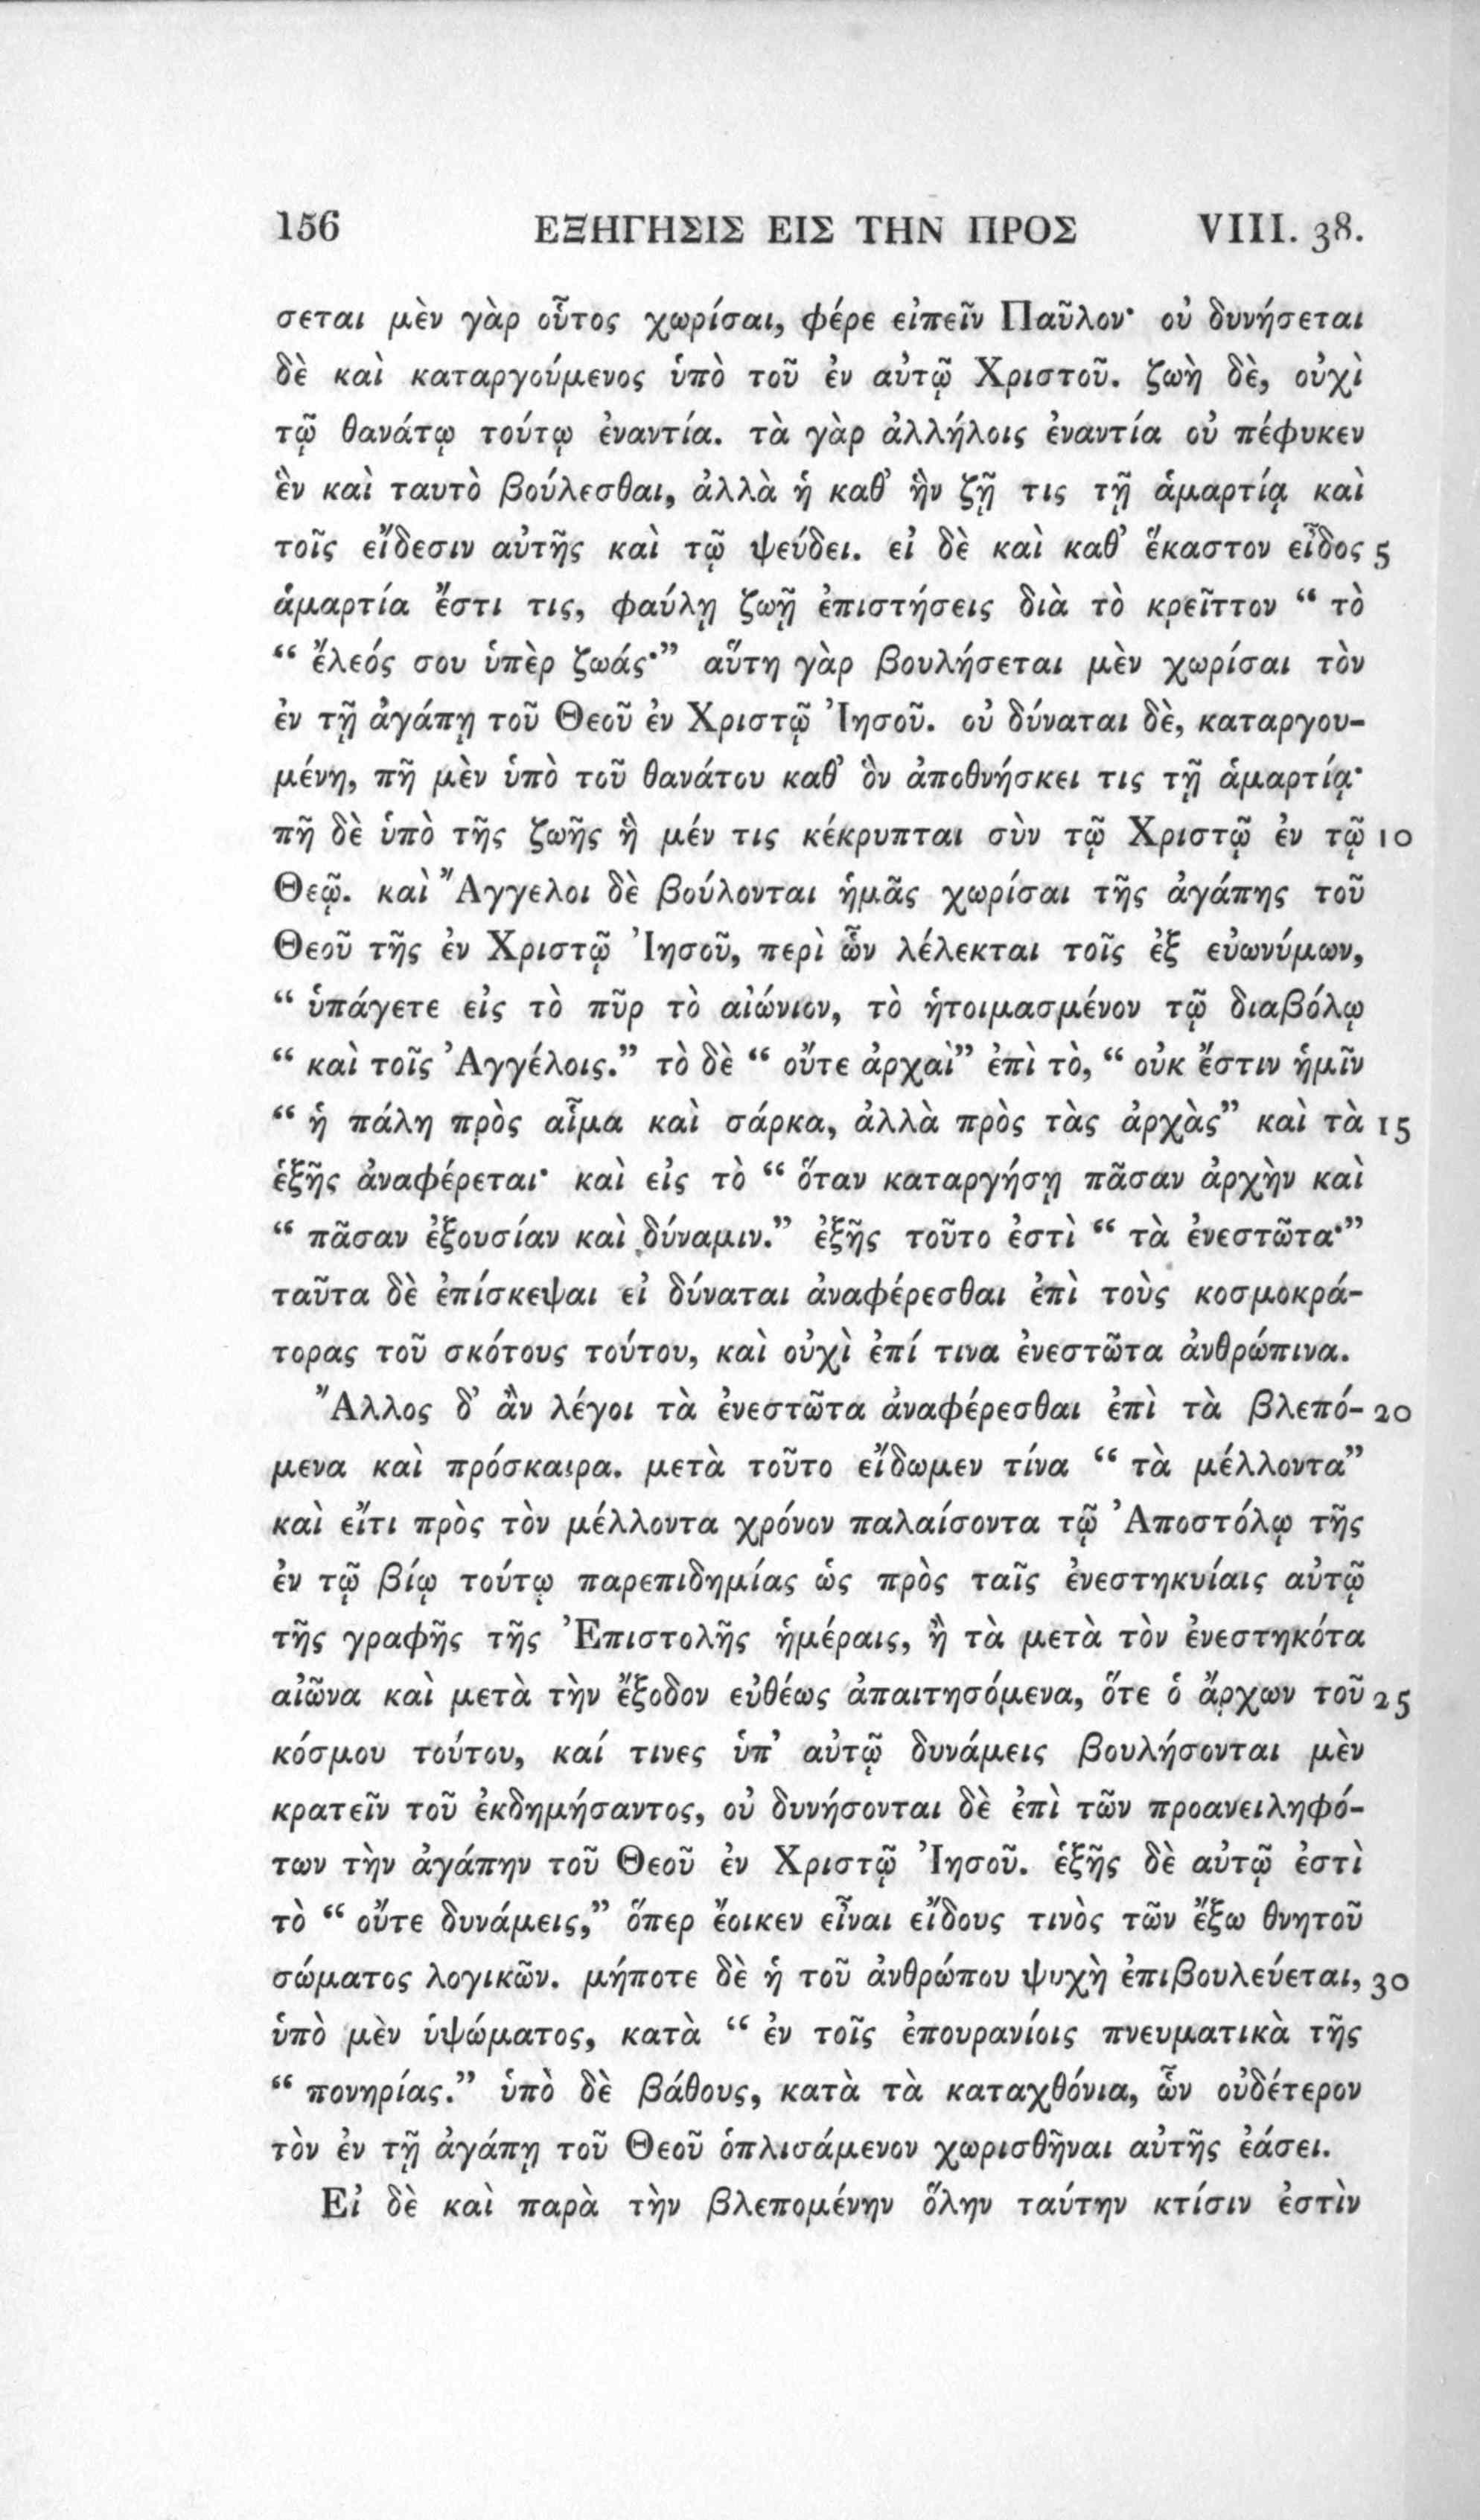 156 ΕΞΗΓΗΣΙΣ ΕΙΣ ΤΗΝ ΠΡΟΣ VIII. 38.
σεται μὲν γὰρ οὗτος χωρίσαι, φέρε εἰπεῖν Παῦλον· οὐ δυνήσεται
δὲ καὶ καταργούμενος ὑπὸ τοῦ ἐν αὐτῷ Χριστοῦ. ζωὴ δὲ, οὐχὶ
τῷ θανάτῳ τούτῳ ἐναντία. τὰ γὰρ ἀλλήλοις ἐναντία οὐ πέφυκεν
ἓν καὶ ταυτὸ βούλεσθαι, ἀλλὰ ἡ καθ’ ἣν ζῇ τις τῇ ἁμαρτίᾳ καὶ
τοῖς εἴδεσιν αὐτῆς καὶ τῷ ψεύδει. εἰ δὲ καὶ καθ’ ἕκαστον εἶδος 5
ἁμαρτία ἔστι τις, φαύλῃ ζωῇ ἐπιστήσεις διὰ τὸ κρεῖττον “ τὸ
“ ἔλεός σου ὑπὲρ ζωάς·” αὕτη γὰρ βουλήσεται μὲν χωρίσαι τὸν
ἐν τῇ ἀγάπῃ τοῦ Θεοῦ ἐν Χριστῷ Ἰησοῦ. οὐ δύναται δὲ, καταργου-
μένη, πῆ μὲν ὑπὸ τοῦ θανάτου καθ’ ὃν ἀποθνήσκει τις τῇ ἁμαρτίᾳ·
πῆ δὲ ὑπὸ τῆς ζωῆς ἣ μέν τις κέκρυπται σὺν τῷ Χριστῷ ἐν τῷ 10
Θεῷ. καὶ Ἄγγελοι δὲ βούλονται ἡμᾶς χωρίσαι τῆς ἀγάπης τοῦ
Θεοῦ τῆς ἐν Χριστῷ Ἰησοῦ, περὶ ὧν λέλεκται τοῖς ἐξ εὐωνύμων,
“ ὑπάγετε εἰς τὸ πῦρ τὸ αἰώνιον, τὸ ἡτοιμασμένον τῷ διαβόλῳ
“ καὶ τοῖς Ἀγγέλοις.” τὸ δὲ “ οὔτε ἀρχαὶ” ἐπὶ τὸ, “ οὐκ ἔστιν ἡμῖν
“ ἡ πάλη πρὸς αἷμα καὶ σάρκα, ἀλλὰ πρὸς τὰς ἀρχὰς” καὶ τὰ 15
ἑξῆς ἀναφέρεται· καὶ εἰς τὸ “ ὅταν καταργήσῃ πᾶσαν ἀρχὴν καὶ
“ πᾶσαν ἐξουσίαν καὶ δύναμιν.” ἐξῆς τοῦτο ἐστὶ “ τὰ ἐνεστῶτα·”
ταῦτα δὲ ἐπίσκεψαι εἰ δύναται ἀναφέρεσθαι ἐπὶ τοὺς κοσμοκρά-
τορας τοῦ σκότους τούτου, καὶ οὐχὶ ἐπί τινα ἐνεστῶτα ἀνθρώπινα.
Ἄλλος δ’ ἂν λέγοι τὰ ἐνεστῶτα ἀναφέρεσθαι ἐπὶ τὰ βλεπό- 20
μενα καὶ πρόσκαιρα. μετὰ τοῦτο εἴδωμεν τίνα “ τὰ μέλλοντα”
καὶ εἴτι πρὸς τὸν μέλλοντα χρόνον παλαίσοντα τῷ Ἀποστόλῳ τῆς
ἐν τῷ βίῳ τούτῳ παρεπιδημίας ὡς πρὸς ταῖς ἐνεστηκυίαις αὐτῷ
τῆς γραφῆς τῆς Ἐπιστολῆς ἡμέραις, ἢ τὰ μετὰ τὸν ἐνεστηκότα
αἰῶνα καὶ μετὰ τὴν ἔξοδον εὐθέως ἀπαιτησόμενα, ὅτε ὁ ἄρχων τοῦ 25
κόσμου τούτου, καί τινες ὑπ’ αὐτῷ δυνάμεις βουλήσονται μὲν
κρατεῖν τοῦ ἐκδημήσαντος, οὐ δυνήσονται δὲ ἐπὶ τῶν προανειληφό-
των τὴν ἀγάπην τοῦ Θεοῦ ἐν Χριστῷ Ἰησοῦ. ἑξῆς δὲ αὐτῷ ἐστὶ
τὸ “ οὔτε δυνάμεις,” ὅπερ ἔοικεν εἶναι εἴδους τινὸς τῶν ἔξω θνητοῦ
σώματος λογικῶν. μήποτε δὲ ἡ τοῦ ἀνθρώπου ψυχὴ ἐπιβουλεύεται, 30
ὑπὸ μὲν ὑψώματος, κατὰ “ ἐν τοῖς ἐπουρανίοις πνευματικὰ τῆς
“ πονηρίας.” ὑπὸ δὲ βάθους, κατὰ τὰ καταχθόνια, ὧν οὐδέτερον
τὸν ἐν τῇ ἀγάπῃ τοῦ Θεοῦ ὁπλισάμενον χωρισθῆναι αὐτῆς ἐάσει.
Εἰ δὲ καὶ παρὰ τὴν βλεπομένην ὅλην ταύτην κτίσιν ἐστὶν